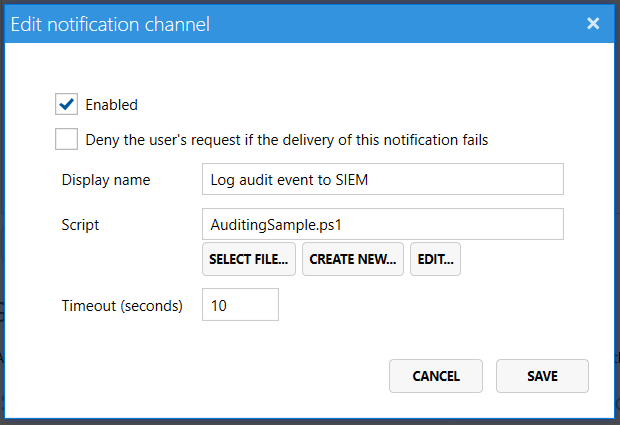 Edit notification channel
Enabled
Deny the user's request if the delivery of this notification fails
Display name Log audit event to SIEM
Script AuditingSample.ps1
SELECT FILE... CREATE NEW... EDIT...
Timeout (seconds) 10
CANCEL SAVE